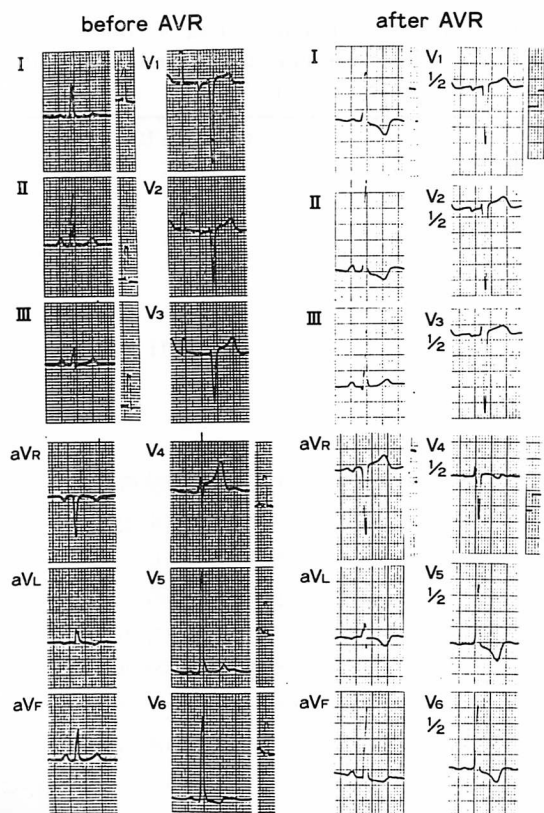 before AVR
I
V1
II
V2
III
V3
aVR
V4
aVL
V5
aVF
V6
after AVR
I
V1
1/2
II
V2
1/2
III
V3
1/2
aVR
V4
1/2
aVL
V5
1/2
aVF
V6
1/2